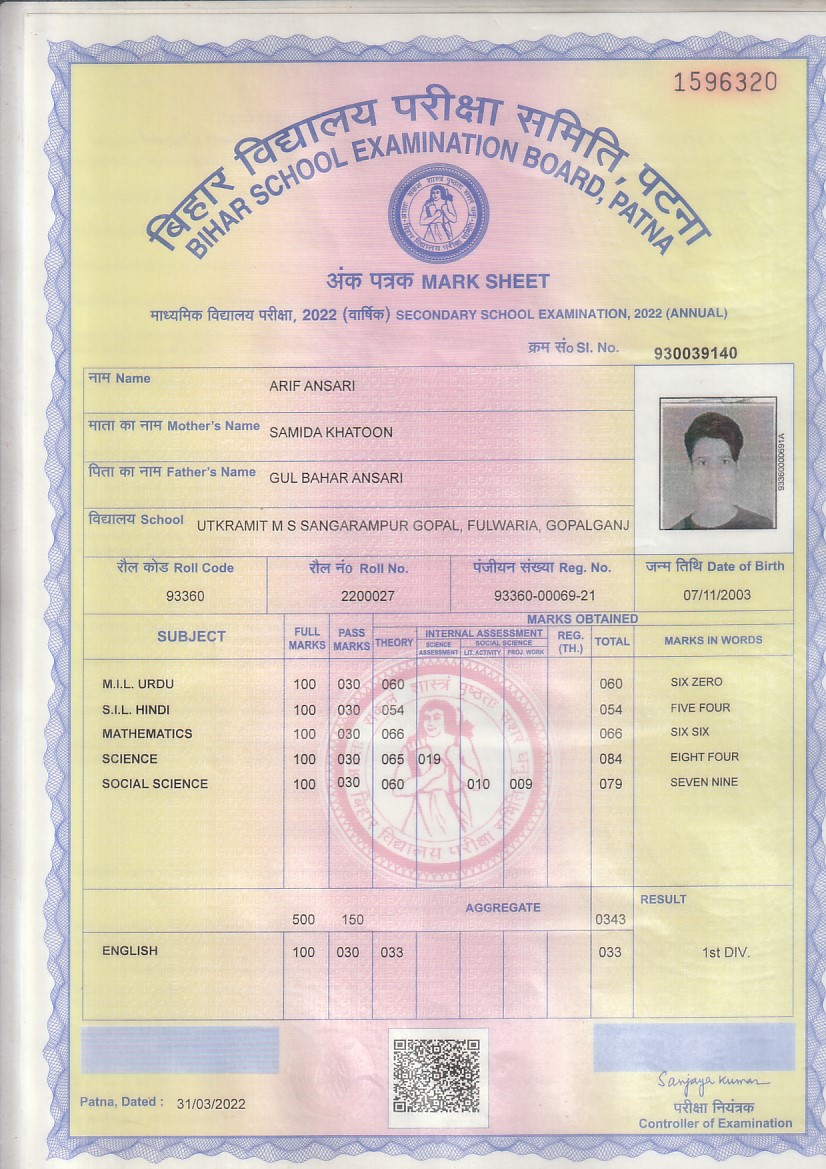 1596320
बिहार विद्यालय परीक्षा समिति, पटना
BIHAR SCHOOL EXAMINATION BOARD, PATNA
अंक पत्रक MARK SHEET
माध्यमिक विद्यालय परीक्षा, 2022 (वार्षिक) SECONDARY SCHOOL EXAMINATION, 2022 (ANNUAL)
क्रम सं० Sl. No. 930039140
नाम Name ARIF ANSARI
माता का नाम Mother's Name SAMIDA KHATOON
पिता का नाम Father's Name GUL BAHAR ANSARI
विद्यालय School UTKRAMIT M S SANGARAMPUR GOPAL, FULWARIA, GOPALGANJ
93360000691A
रौल कोड Roll Code रौल नं० Roll No. पंजीयन संख्या Reg. No. जन्म तिथि Date of Birth
93360 2200027 93360-00069-21 07/11/2003
SUBJECT FULL MARKS PASS MARKS MARKS OBTAINED
THEORY INTERNAL ASSESSMENT REG. (TH.) TOTAL MARKS IN WORDS
SCIENCE ASSESSMENT SOCIAL SCIENCE LIT. ACTIVITY PROJ. WORK
M.I.L. URDU 100 030 060 060 SIX ZERO
S.I.L. HINDI 100 030 054 054 FIVE FOUR
MATHEMATICS 100 030 066 066 SIX SIX
SCIENCE 100 030 065 019 084 EIGHT FOUR
SOCIAL SCIENCE 100 030 060 010 009 079 SEVEN NINE
बिहार विद्यालय परीक्षा समिति
500 150 AGGREGATE 0343 RESULT
ENGLISH 100 030 033 033 1st DIV.
Patna, Dated : 31/03/2022
Sanjaya Kumar
परीक्षा नियंत्रक
Controller of Examination